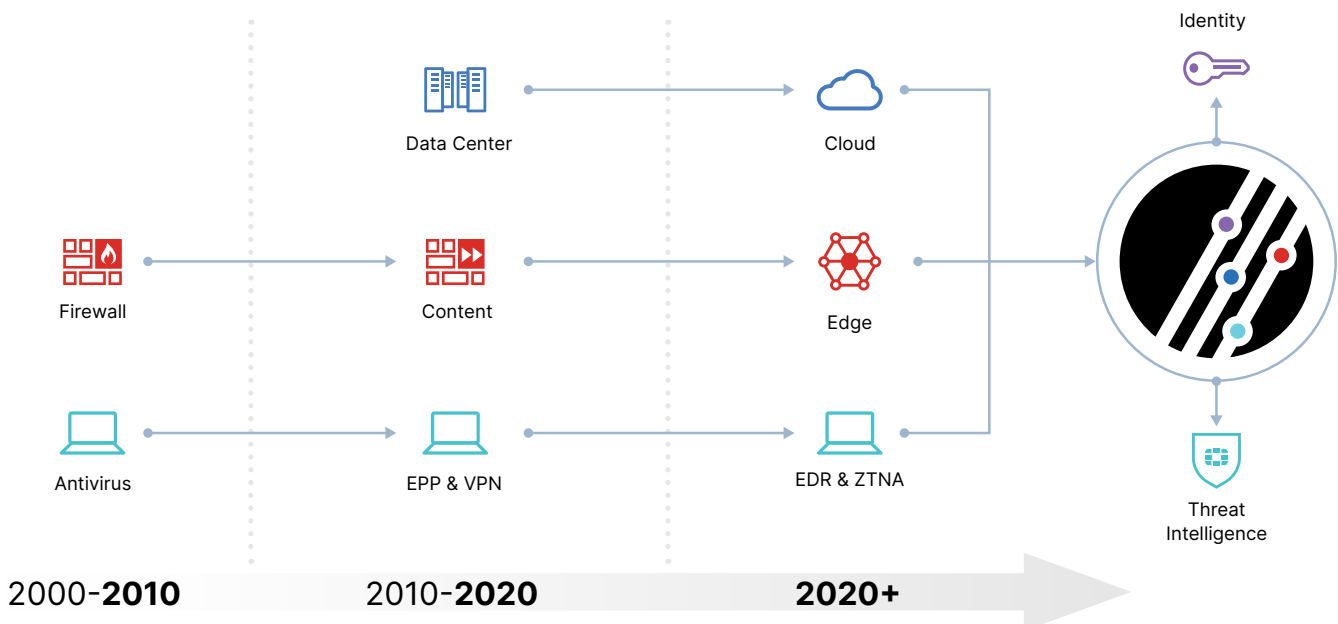 Identity
Data Center
Cloud
Firewall
Content
Edge
Antivirus
EPP & VPN
EDR & ZTNA
Threat
Intelligence
2000-2010
2010-2020
2020+